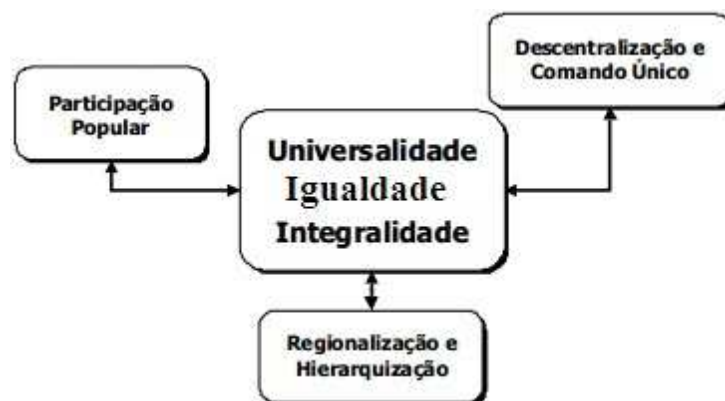 Descentralização e
Comando Único
Participação
Popular
Universalidade
Igualdade
Integralidade
Regionalização e
Hierarquização